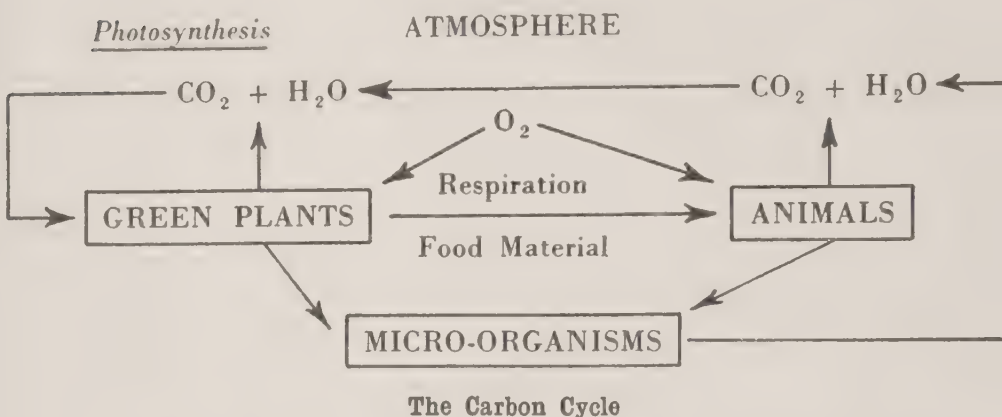 Photosynthesis ATMOSPHERE
CO₂ + H₂O CO₂ + H₂O
O₂
Respiration
GREEN PLANTS ANIMALS
Food Material
MICRO-ORGANISMS
The Carbon Cycle